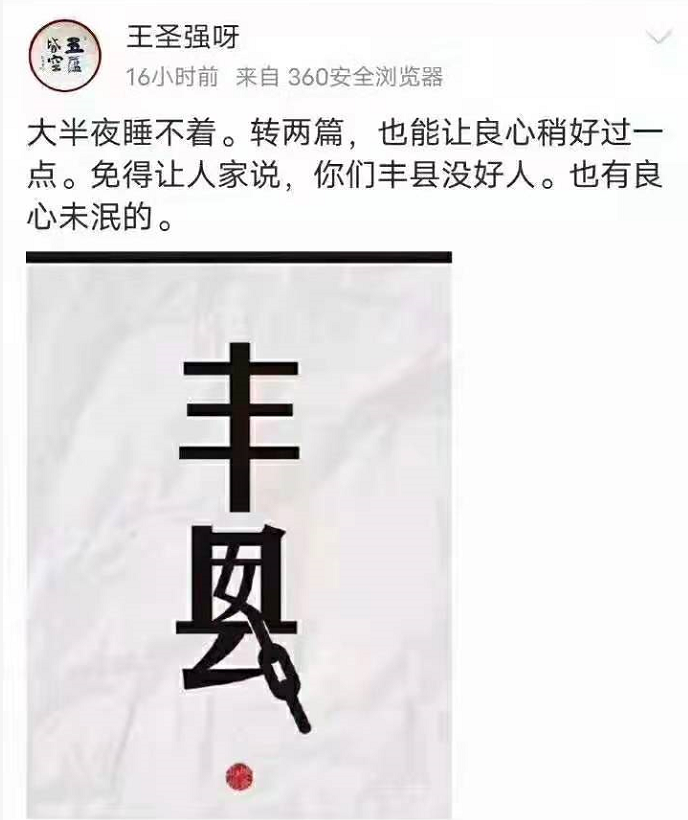 王圣强呀
16小时前 来自 360安全浏览器
大半夜睡不着。转两篇，也能让良心稍好过一
点。免得让人家说，你们丰县没好人。也有良
心未泯的。
丰
县